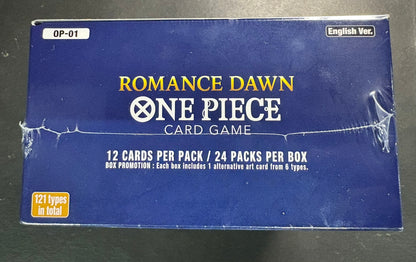 OP-01
English Ver.
ROMANCE DAWN
ONE PIECE
CARD GAME
12 CARDS PER PACK / 24 PACKS PER BOX
BOX PROMOTION : Each box includes 1 alternative art card from 6 types.
121 types
in total